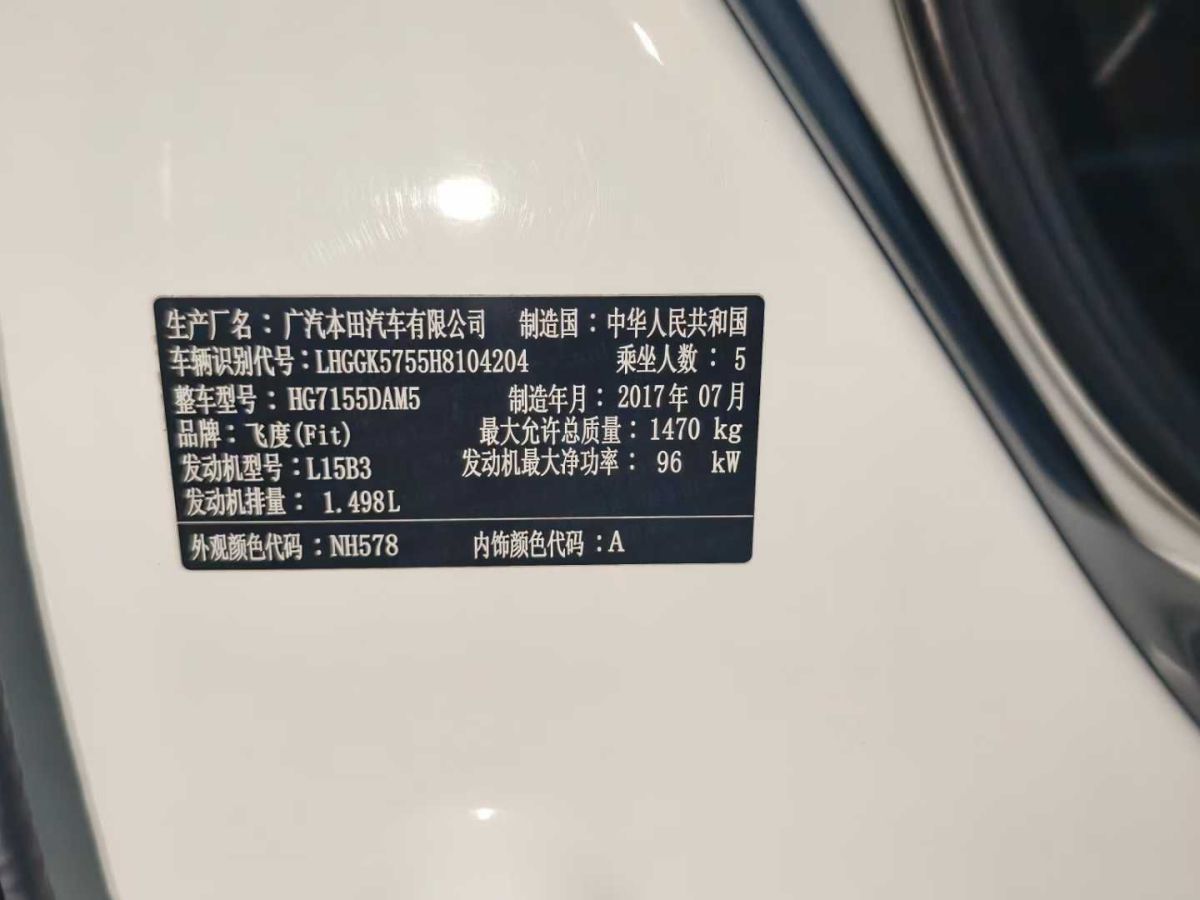 生产厂名：广汽本田汽车有限公司 制造国：中华人民共和国
车辆识别代号：LHGGK5755H8104204 乘坐人数：5
整车型号：HG7155DAM5 制造年月：2017年07月
品牌：飞度(Fit) 最大允许总质量：1470 kg
发动机型号：L15B3 发动机最大净功率：96 kW
发动机排量：1.498L
外观颜色代码：NH578 内饰颜色代码：A